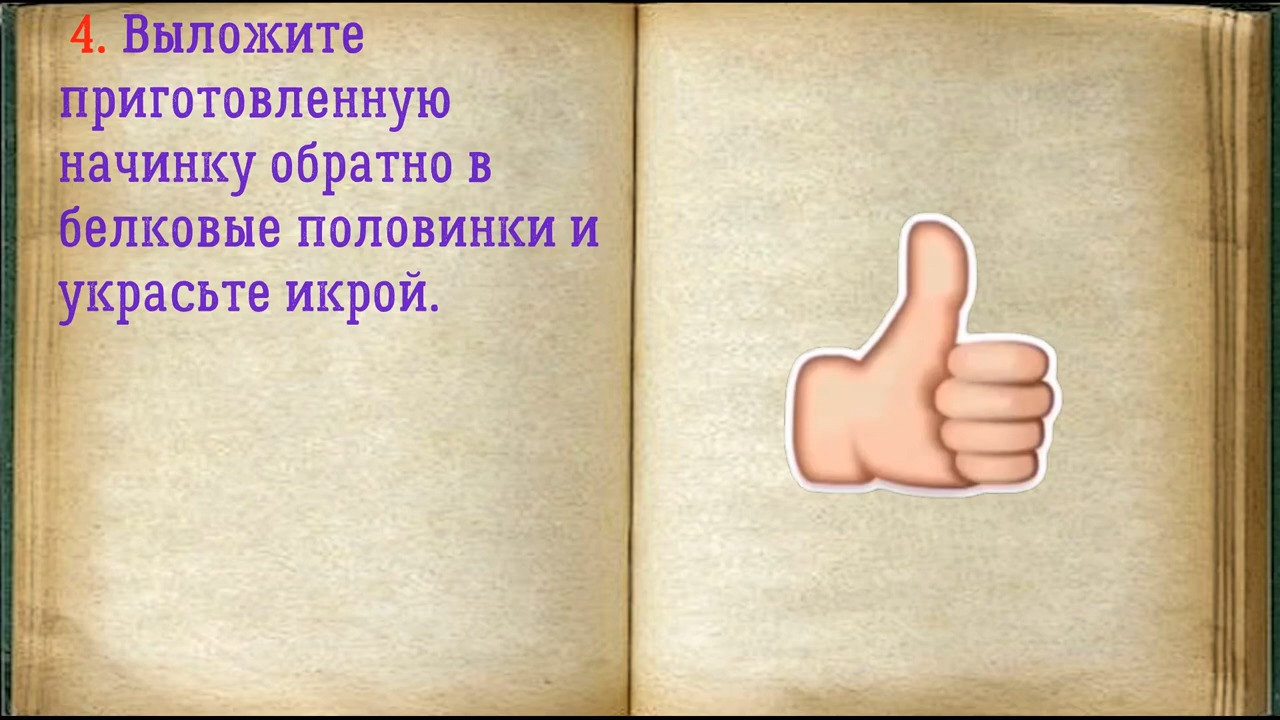 4. Выложите
приготовленную
начинку обратно в
белковые половинки и
украсьте икрой.